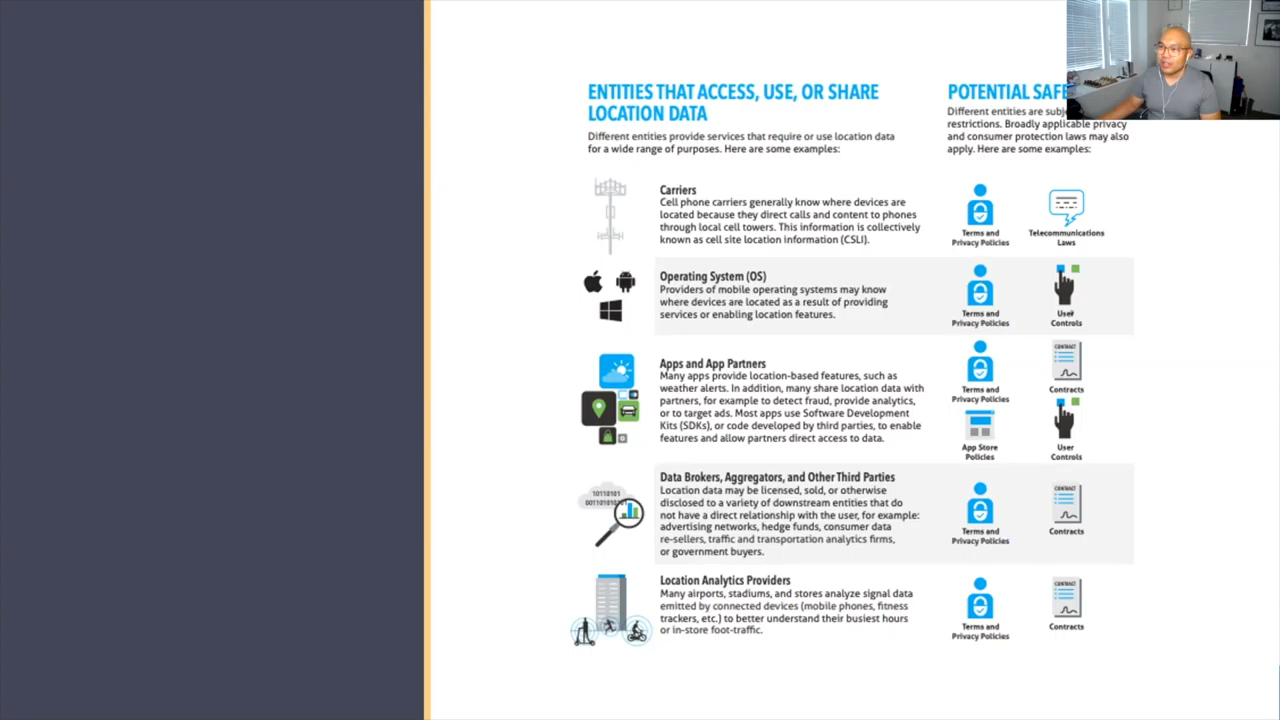 ENTITIES THAT ACCESS, USE, OR SHARE
LOCATION DATA
Different entities provide services that require or use location data
for a wide range of purposes. Here are some examples:
POTENTIAL
Different entities are
restrictions. Broadly applicable privacy
and consumer protection laws may also
apply. Here are some examples:
Carriers
Cell phone carriers generally know where devices are
located because they direct calls and content to phones
through local cell towers. This information is collectively
known as cell site location information (CSLI).
Terms and
Privacy Policies
Telecommunications
Laws
Operating System (OS)
Providers of mobile operating systems may know
where devices are located as a result of providing
services or enabling location features.
Terms and
Privacy Policies
User
Controls
Apps and App Partners
Many apps provide location-based features, such as
weather alerts. In addition, many share location data with
partners, for example to detect fraud, provide analytics,
or to target ads. Most apps use Software Development
Kits (SDKs), or code developed by third parties, to enable
features and allow partners direct access to data.
Terms and
Privacy Policies
CONTRACT
Contracts
App Store
Policies
User
Controls
Data Brokers, Aggregators, and Other Third Parties
Location data may be licensed, sold, or otherwise
disclosed to a variety of downstream entities that do
not have a direct relationship with the user, for example:
advertising networks, hedge funds, consumer data
re-sellers, traffic and transportation analytics firms,
or government buyers.
10110101
Terms and
Privacy Policies
CONTRACT
Contracts
Location Analytics Providers
Many airports, stadiums, and stores analyze signal data
emitted by connected devices (mobile phones, fitness
trackers, etc.) to better understand their busiest hours
or in-store foot-traffic.
Terms and
Privacy Policies
CONTRACT
Contracts